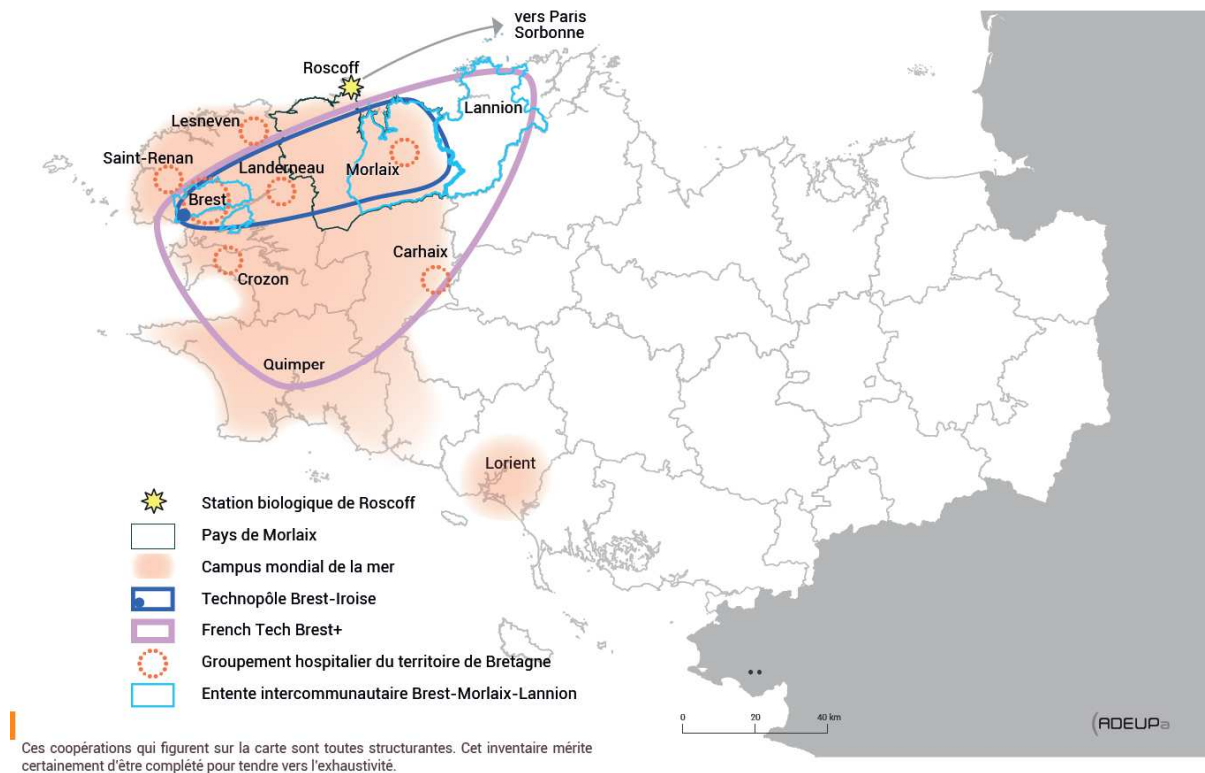 vers Paris
Sorbonne
Roscoff
Lannion
Lesneven
Saint-Renan
Landerneau
Morlaix
Brest
Carhaix
Crozon
Quimper
Lorient
Station biologique de Roscoff
Pays de Morlaix
Campus mondial de la mer
Technopôle Brest-Iroise
French Tech Brest+
Groupement hospitalier du territoire de Bretagne
Entente intercommunautaire Brest-Morlaix-Lannion
0 20 40 km
ADEUPa
Ces coopérations qui figurent sur la carte sont toutes structurantes. Cet inventaire mérite
certainement d'être complété pour tendre vers l'exhaustivité.